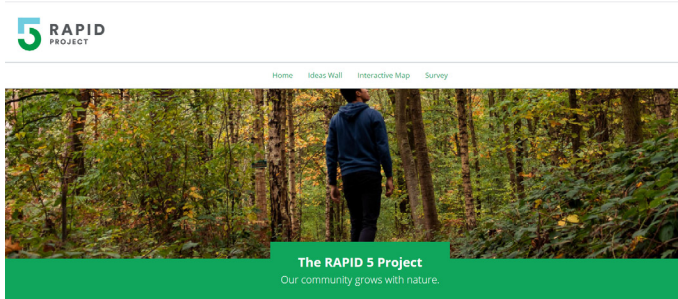 5 RAPID
PROJECT
Home Ideas Wall Interactive Map Survey
The RAPID 5 Project
Our community grows with nature.